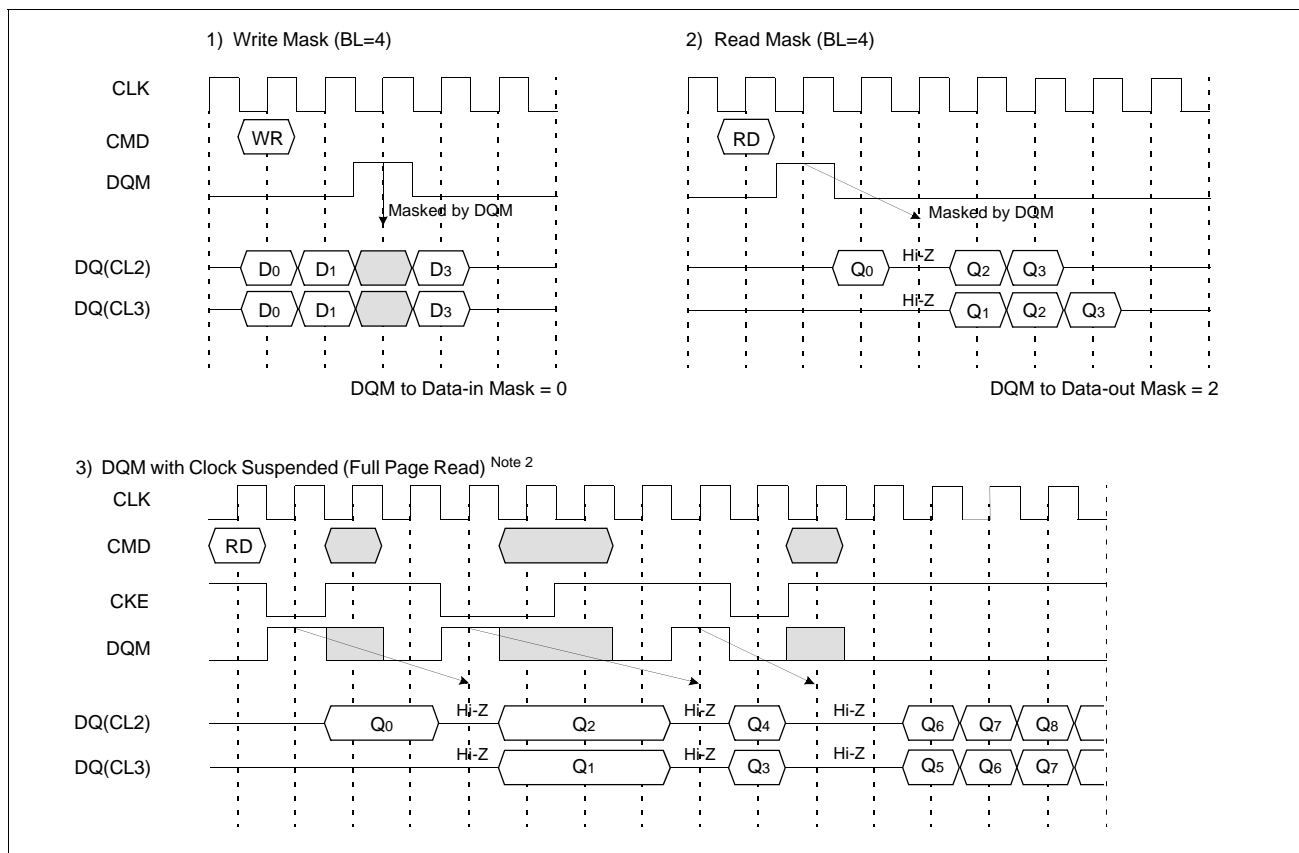 1) Write Mask (BL=4)
CLK
CMD
WR
DQM
Masked by DQM
DQ(CL2)
D0 D1 D3
DQ(CL3)
D0 D1 D3
DQM to Data-in Mask = 0
2) Read Mask (BL=4)
RD
Masked by DQM
Hi-Z
Q0 Q2 Q3
Hi-Z
Q1 Q2 Q3
DQM to Data-out Mask = 2
3) DQM with Clock Suspended (Full Page Read) Note 2
CLK
CMD
RD
CKE
DQM
DQ(CL2)
Q0 Hi-Z Q2 Hi-Z Q4 Hi-Z Q6 Q7 Q8
DQ(CL3)
Hi-Z Q1 Hi-Z Q3 Hi-Z Q5 Q6 Q7